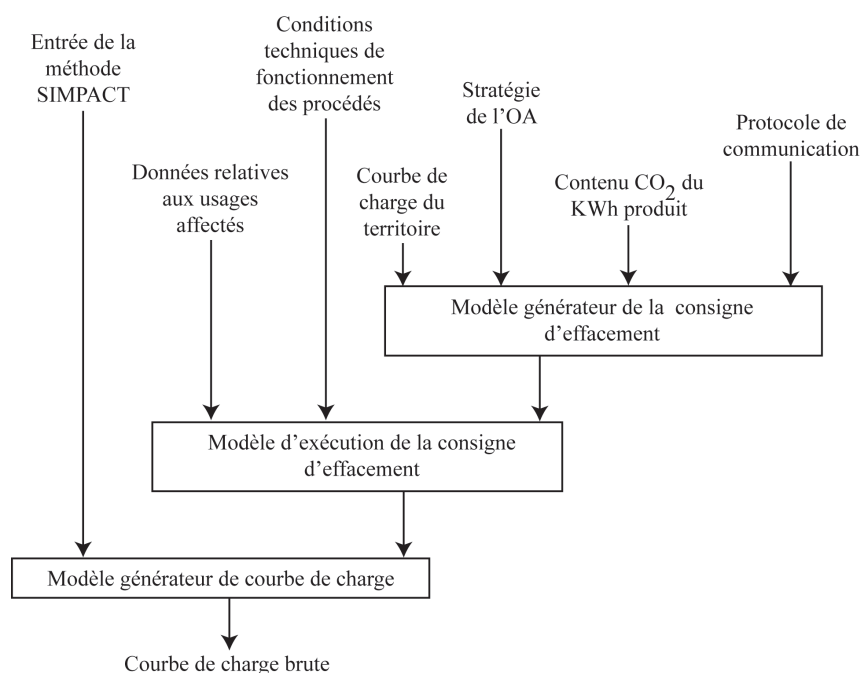 Entrée de la
méthode
SIMPACT
Conditions
techniques de
fonctionnement
des procédés
Stratégie
de l’OA
Protocole de
communication
Données relatives
aux usages
affectés
Courbe de
charge du
territoire
Contenu CO2 du
KWh produit
Modèle générateur de la consigne
d’effacement
Modèle d’exécution de la consigne
d’effacement
Modèle générateur de courbe de charge
Courbe de charge brute